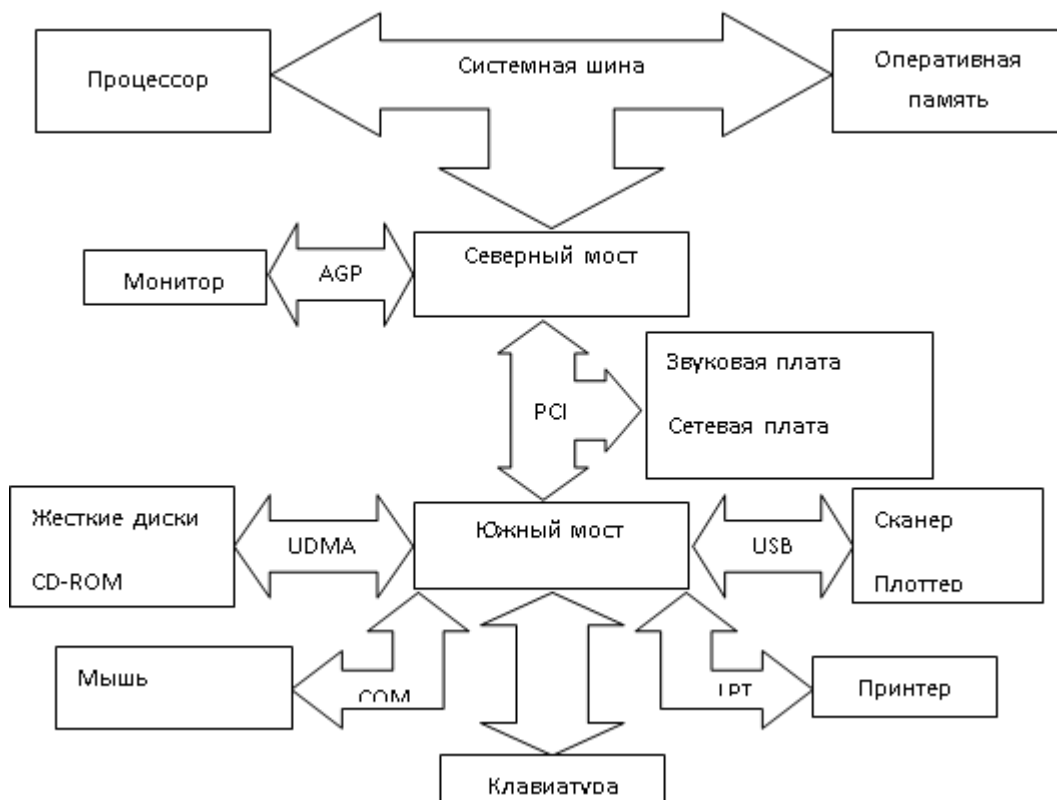 Процессор
Системная шина
Оперативная
память
Северный мост
AGP
Монитор
Звуковая плата
PCI
Сетевая плата
Жесткие диски
Южный мост
Сканер
UDMA
USB
CD-ROM
Плоттер
Мышь
COM
LPT
Принтер
Клавиатура